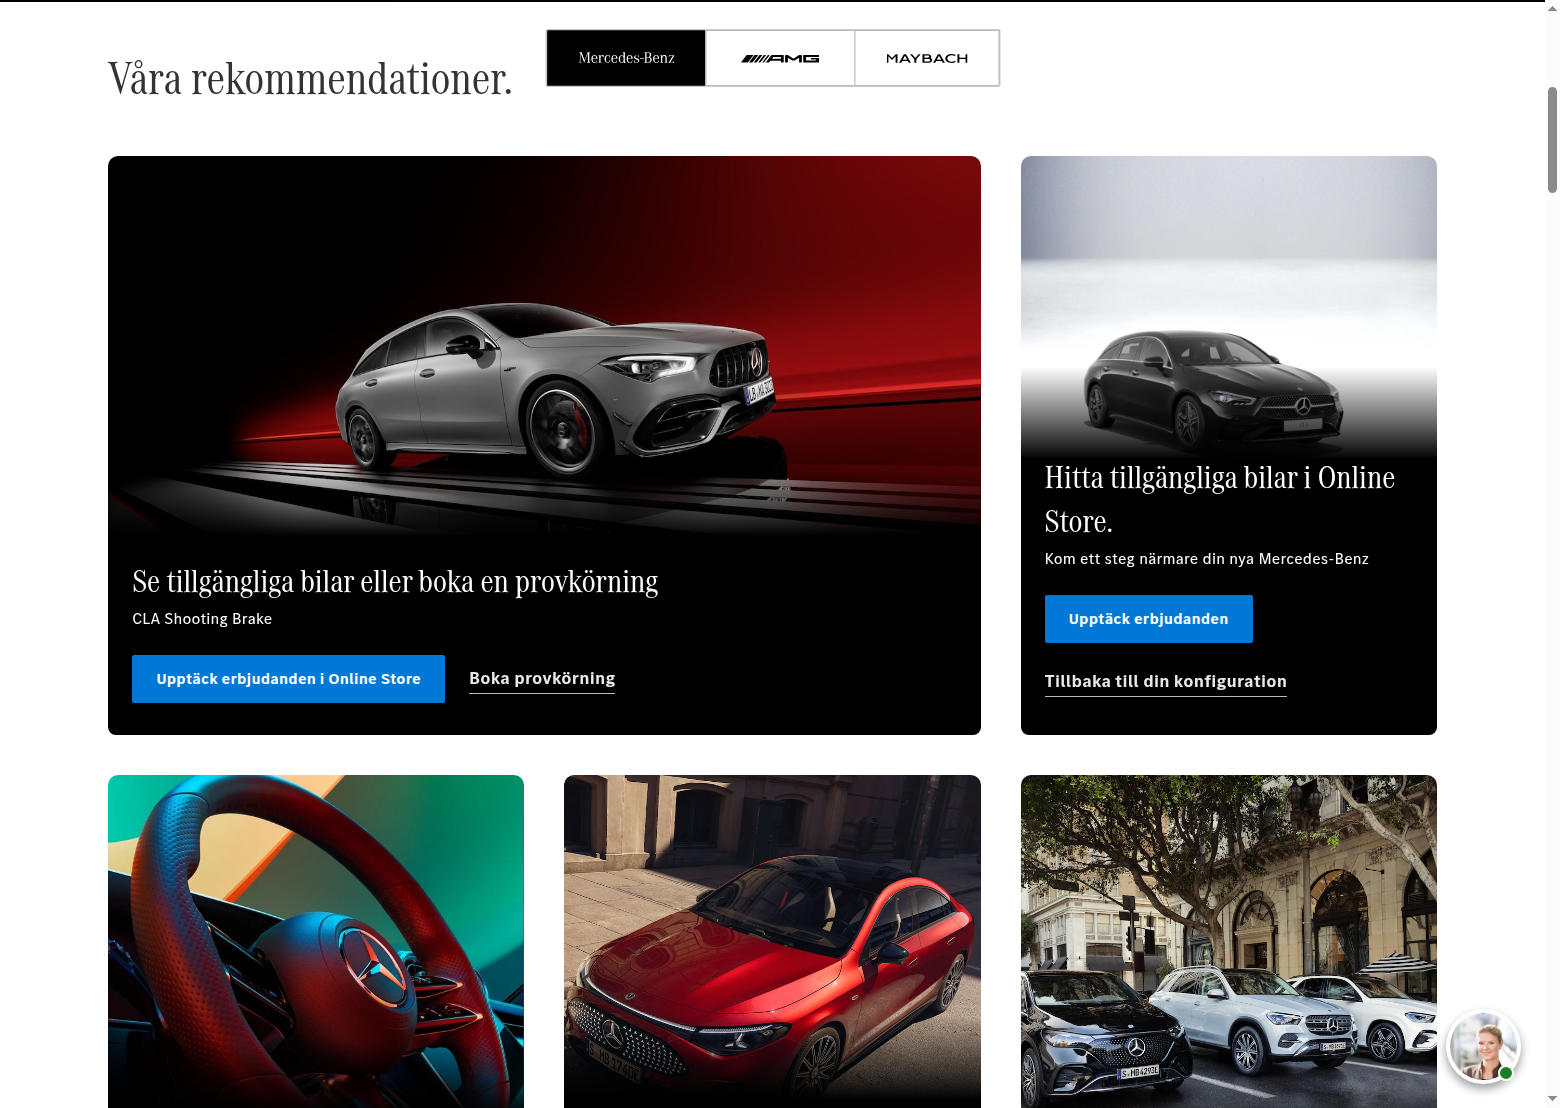 Våra rekommendationer.
Mercedes-Benz
AMG
MAYBACH
Se tillgängliga bilar eller boka en provkörning
CLA Shooting Brake
Upptäck erbjudanden i Online Store
Boka provkörning
Hitta tillgängliga bilar i Online
Store.
Kom ett steg närmare din nya Mercedes-Benz
Upptäck erbjudanden
Tillbaka till din konfiguration
S MB 4293E